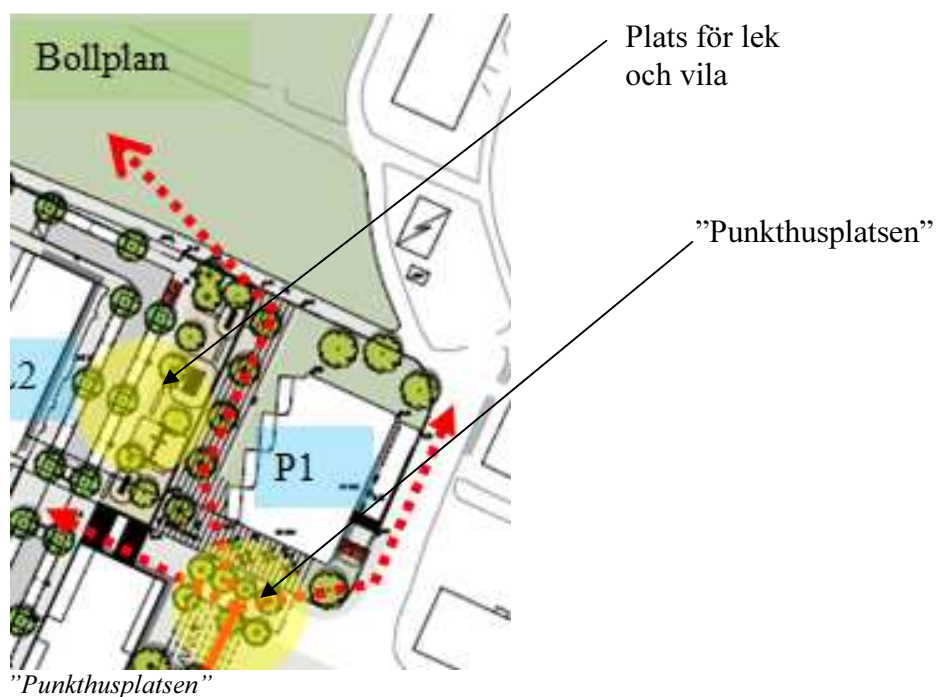 Bollplan
Plats för lek
och vila
”Punkthusplatsen”
P1
”Punkthusplatsen”